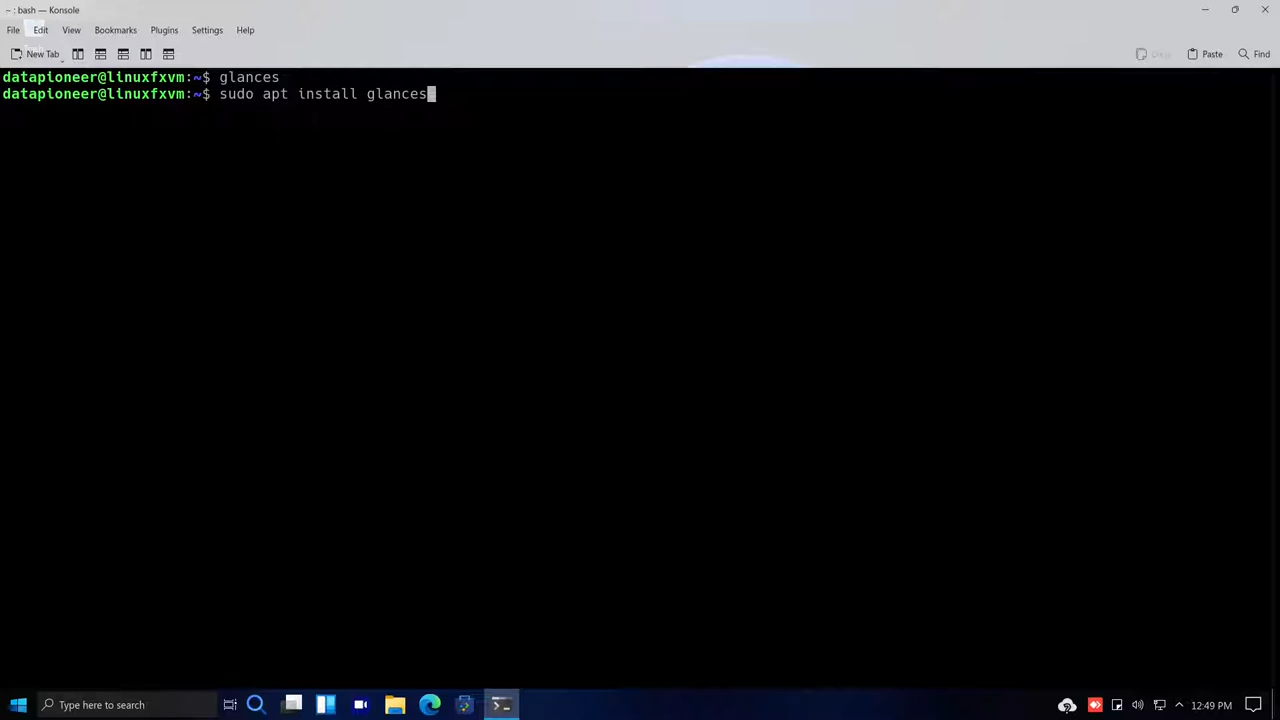 ~ : bash — Konsole
File Edit View Bookmarks Plugins Settings Help
New Tab Paste Find
datapioneer@linuxfxvm:~$ glances
datapioneer@linuxfxvm:~$ sudo apt install glances
Type here to search 12:49 PM